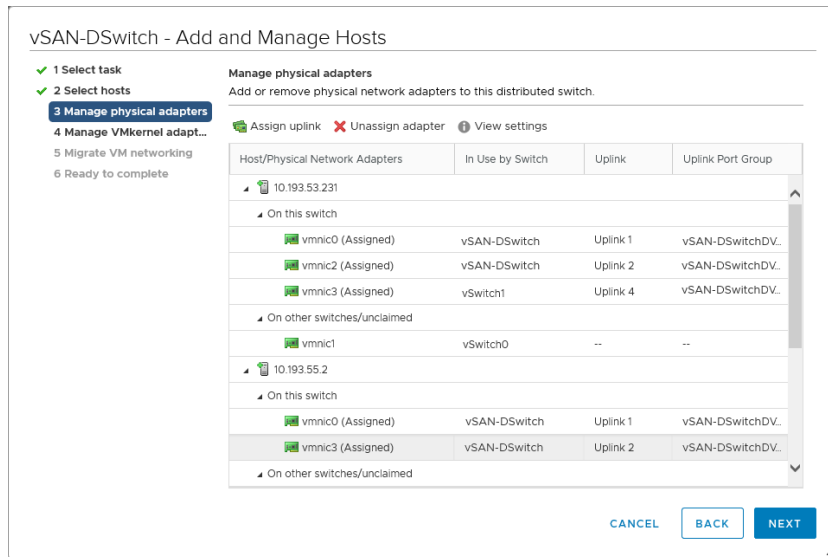 vSAN-DSwitch - Add and Manage Hosts
1 Select task
2 Select hosts
3 Manage physical adapters
4 Manage VMkernel adapt...
5 Migrate VM networking
6 Ready to complete
Manage physical adapters
Add or remove physical network adapters to this distributed switch.
Assign uplink Unassign adapter View settings
Host/Physical Network Adapters In Use by Switch Uplink Uplink Port Group
10.193.53.231
On this switch
vmnic0 (Assigned) vSAN-DSwitch Uplink 1 vSAN-DSwitchDV...
vmnic2 (Assigned) vSAN-DSwitch Uplink 2 vSAN-DSwitchDV...
vmnic3 (Assigned) vSwitch1 Uplink 4 vSAN-DSwitchDV...
On other switches/unclaimed
vmnic1 vSwitch0 -- --
10.193.55.2
On this switch
vmnic0 (Assigned) vSAN-DSwitch Uplink 1 vSAN-DSwitchDV...
vmnic3 (Assigned) vSAN-DSwitch Uplink 2 vSAN-DSwitchDV...
On other switches/unclaimed
CANCEL BACK NEXT